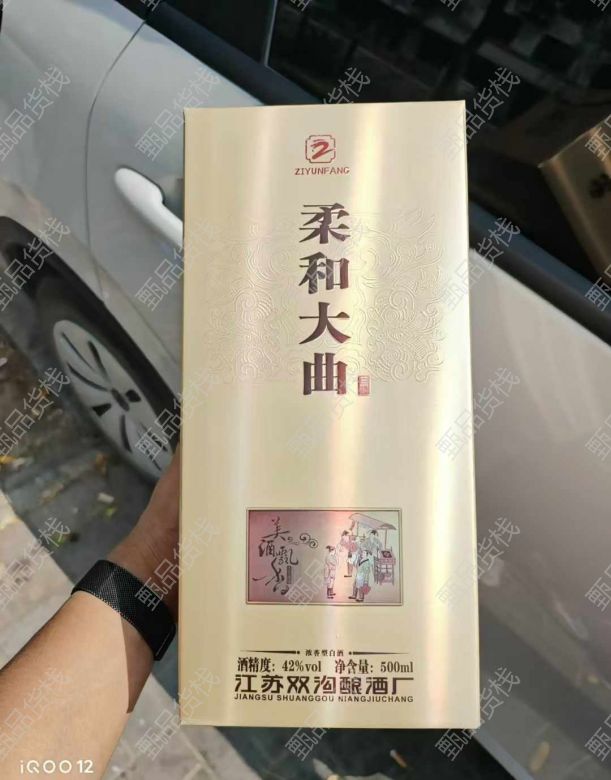 ZIYUNFANG
柔和大曲
美酒飘香
浓香型白酒
酒精度：42%vol 净含量：500ml
江苏双沟酿酒厂
JIANGSU SHUANGGOU NIANGJIUCHANG
iQOO 12
甄品货栈